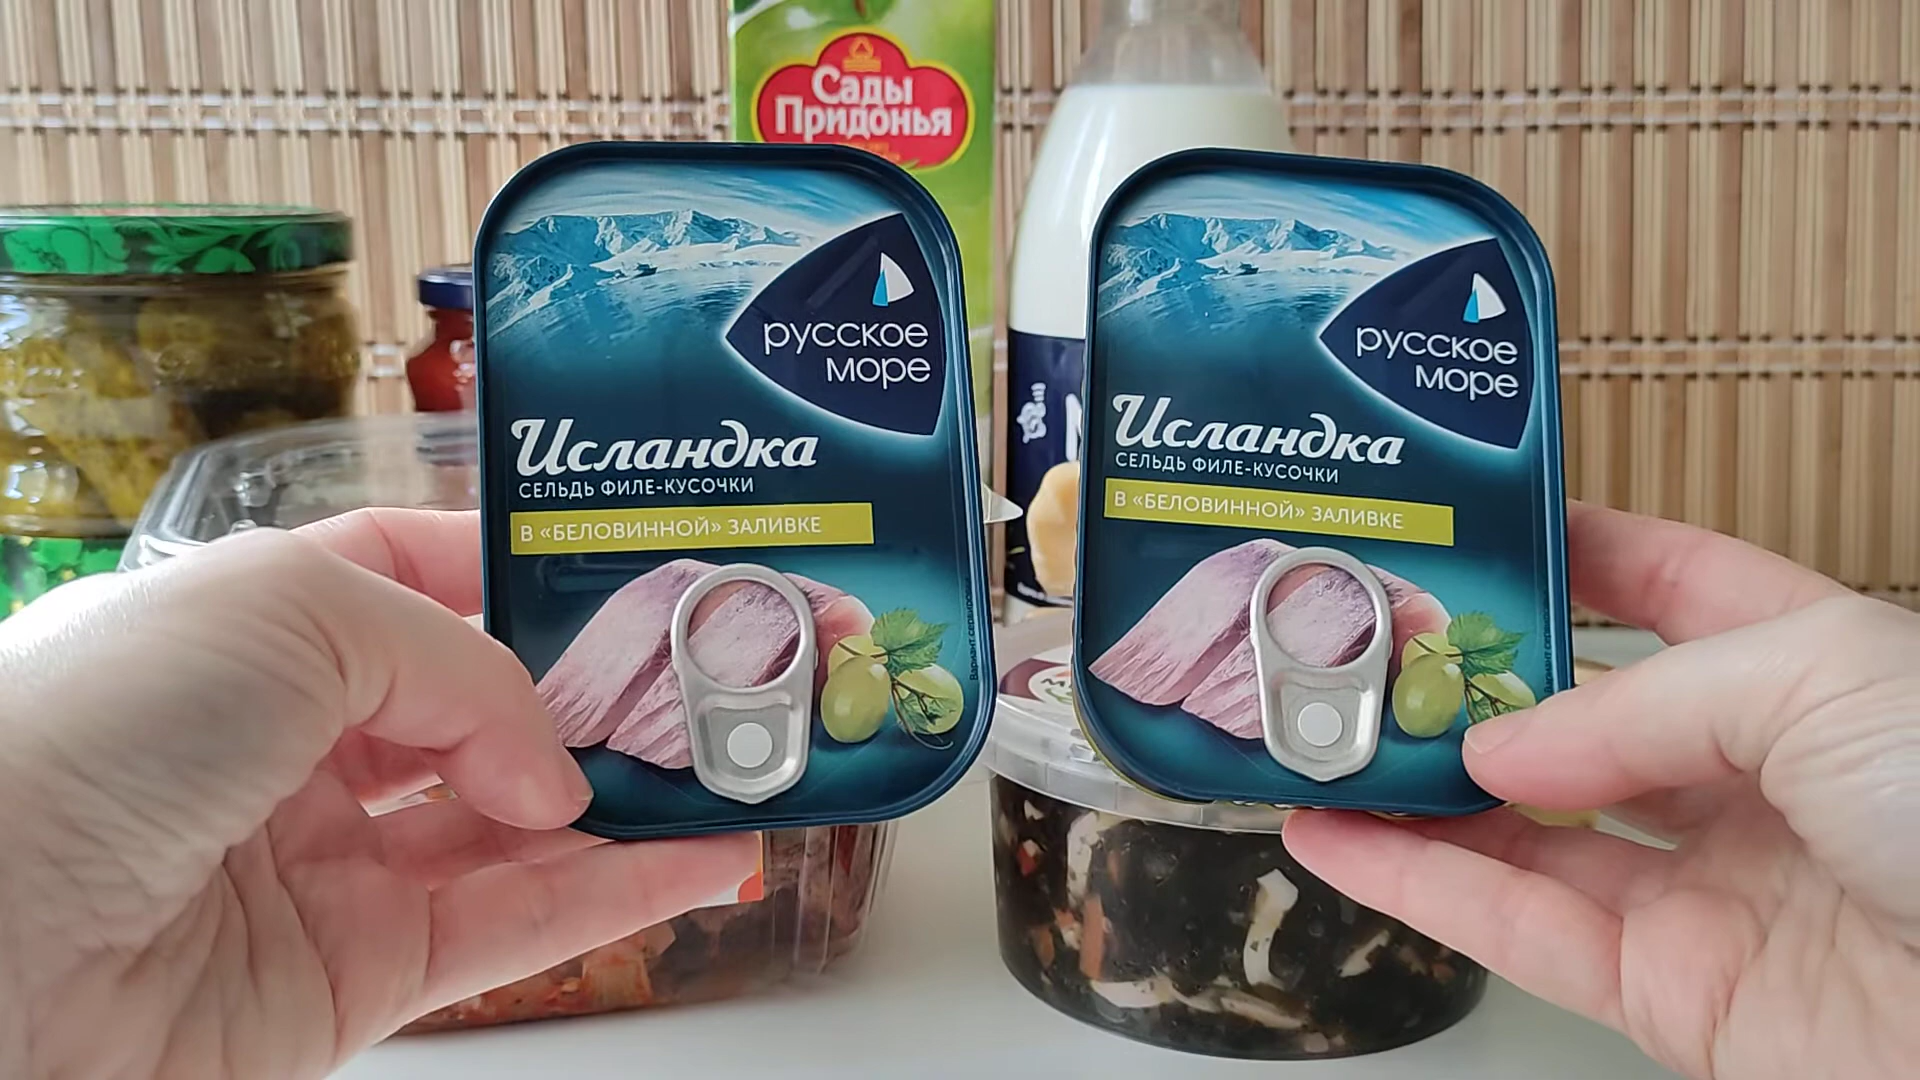 Сады
Придонья
русское
море
Исландка
СЕЛЬДЬ ФИЛЕ-КУСОЧКИ
В «БЕЛОВИННОЙ» ЗАЛИВКЕ
русское
море
Исландка
СЕЛЬДЬ ФИЛЕ-КУСОЧКИ
В «БЕЛОВИННОЙ» ЗАЛИВКЕ